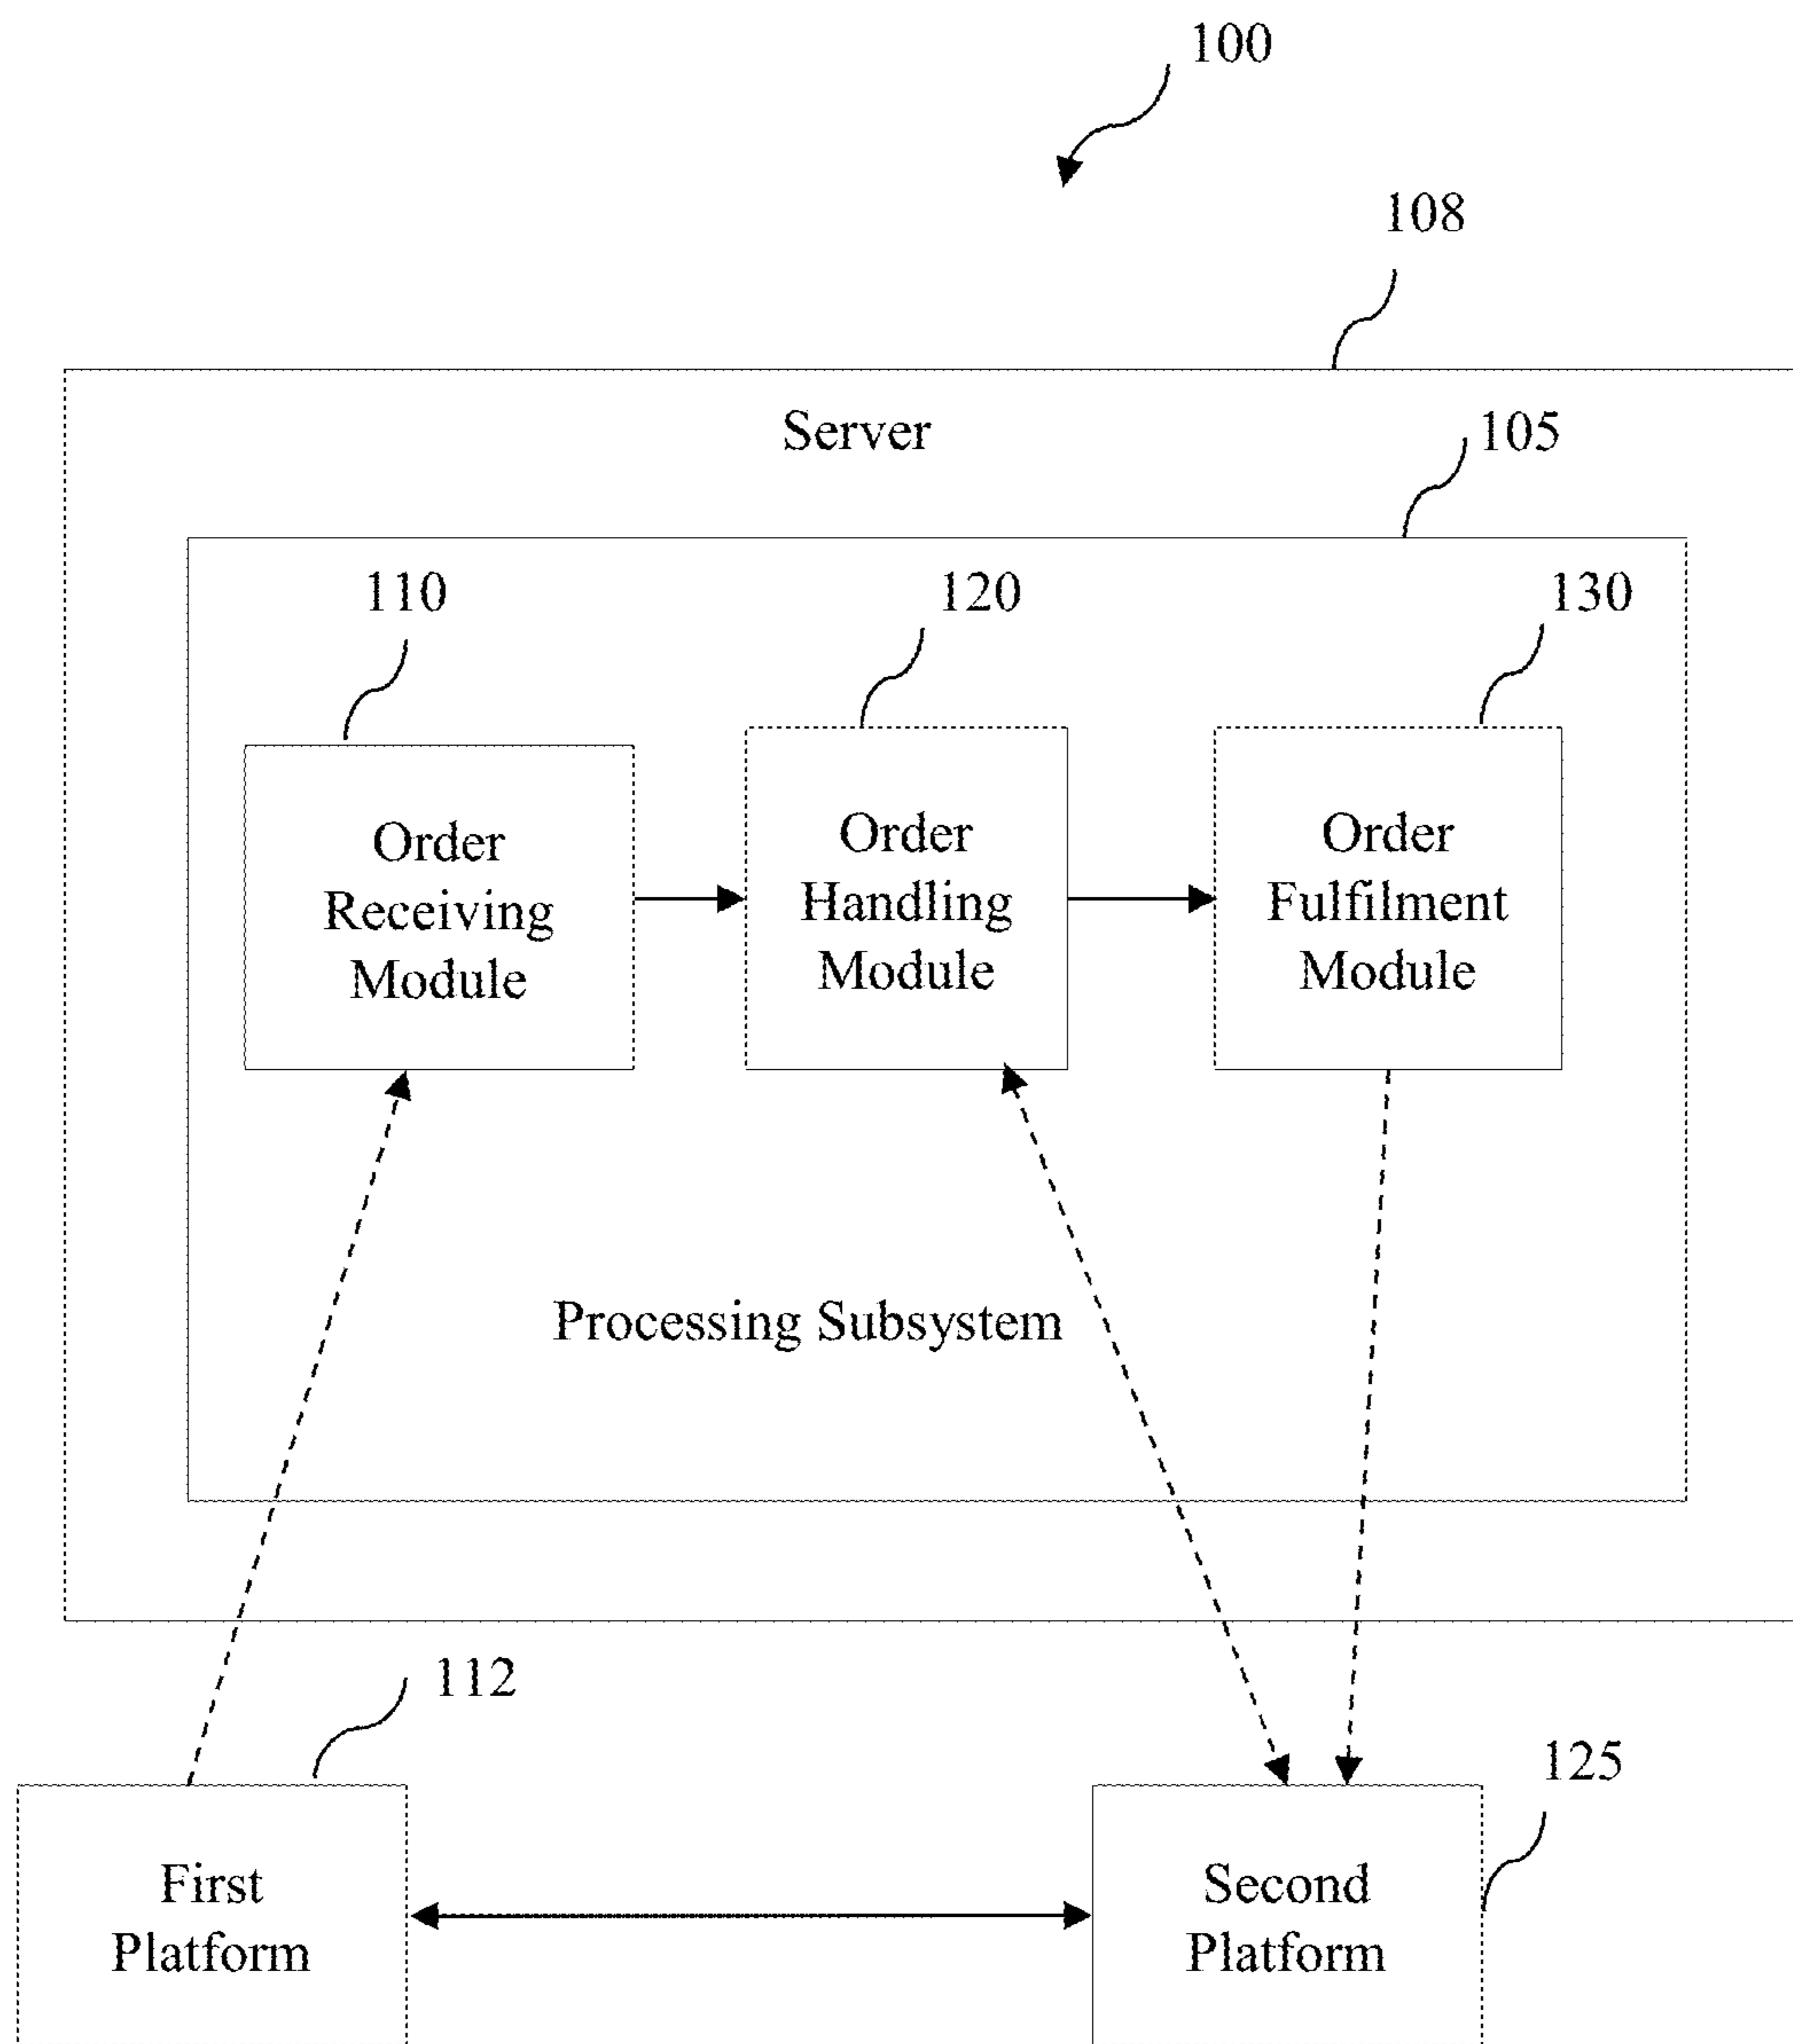 100
108
Server
105
110
120
130
Order
Receiving
Module
Order
Handling
Module
Order
Fulfilment
Module
Processing Subsystem
112
125
First
Platform
Second
Platform